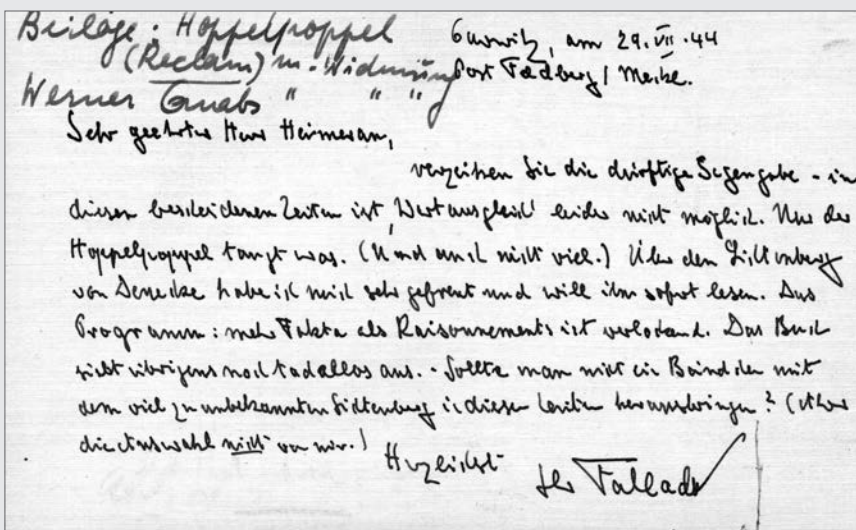 Beilage: Hoppelpoppel
(Reclam) m. Widmung
Werner Quabs " " "
Carwitz, am 29.VII.44
Post Feldberg / Meckl.
Sehr geehrter Herr Heimeran,
verzeihen Sie die dürftige Gegengabe - in
diesen bescheidenen Zeiten ist 'Wertausgleich' leider nicht möglich. Nur der
Hoppelpoppel taugt was. (Und auch nicht viel.) Über den Lichtenberg
von Denecke habe ich mich sehr gefreut und will ihn sofort lesen. Das
Programm: mehr Fakta als Raisonnements ist verlockend. Das Buch
sieht übrigens noch tadellos aus. - Sollte man nicht ein Bändchen mit
dem viel zu unbekannten Lichtenberg in diesen Zeiten herausbringen? (Aber
die Auswahl nicht von mir.)
Herzlichst
Ihr Fallada